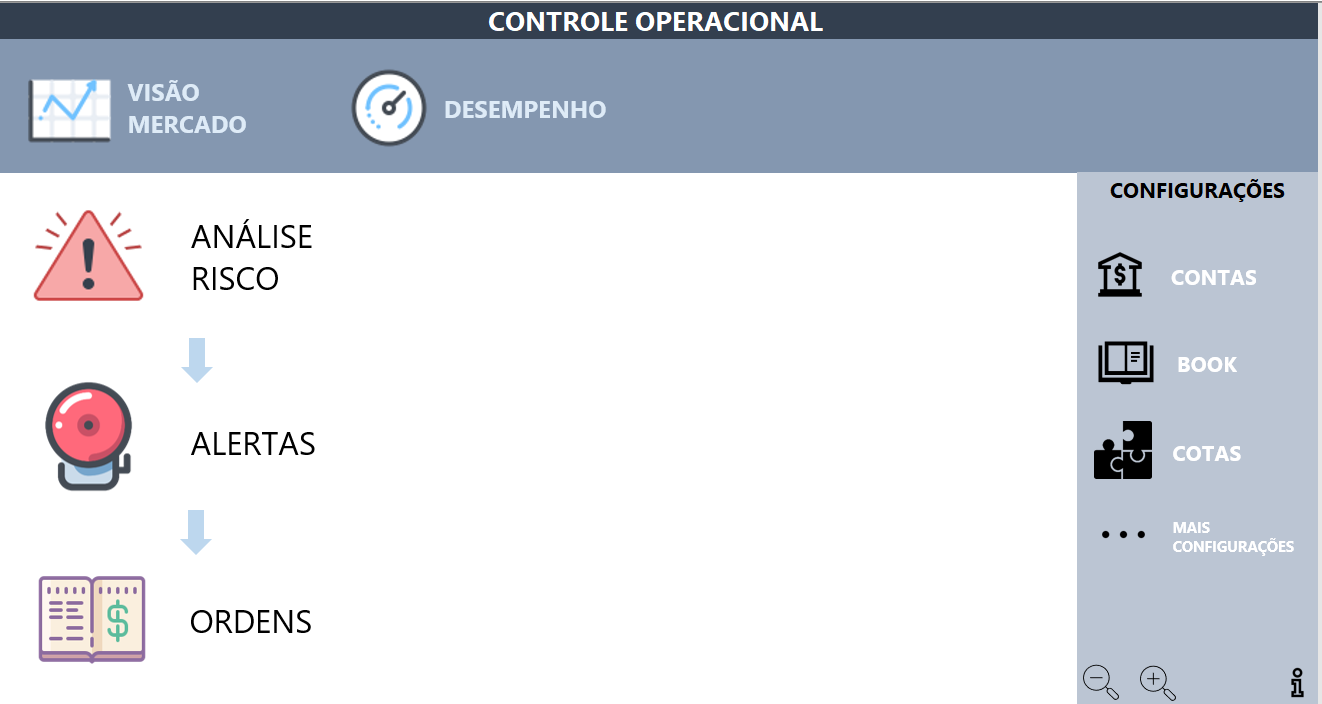 CONTROLE OPERACIONAL
VISÃO
MERCADO
DESEMPENHO
ANÁLISE
RISCO
ALERTAS
ORDENS
CONFIGURAÇÕES
CONTAS
BOOK
COTAS
MAIS
CONFIGURAÇÕES